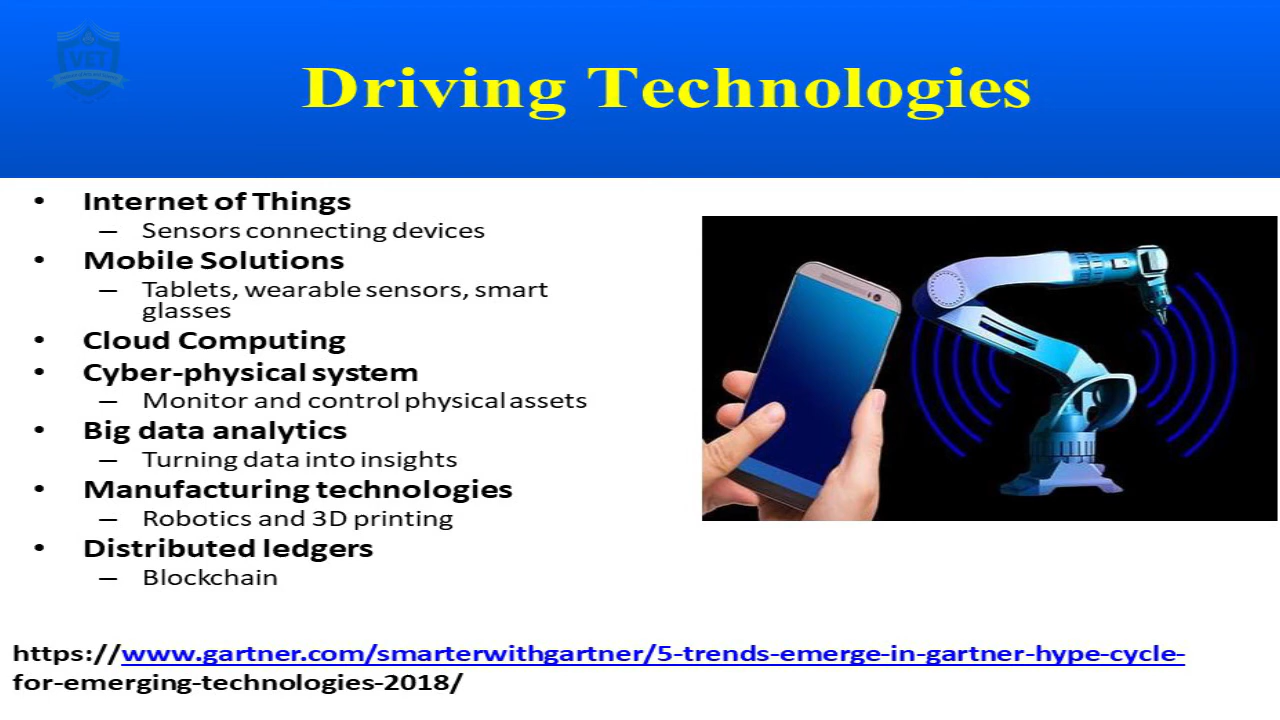 VET
Driving Technologies
• Internet of Things
– Sensors connecting devices
• Mobile Solutions
– Tablets, wearable sensors, smart
glasses
• Cloud Computing
• Cyber-physical system
– Monitor and control physical assets
• Big data analytics
– Turning data into insights
• Manufacturing technologies
– Robotics and 3D printing
• Distributed ledgers
– Blockchain
https://www.gartner.com/smarterwithgartner/5-trends-emerge-in-gartner-hype-cycle-
for-emerging-technologies-2018/